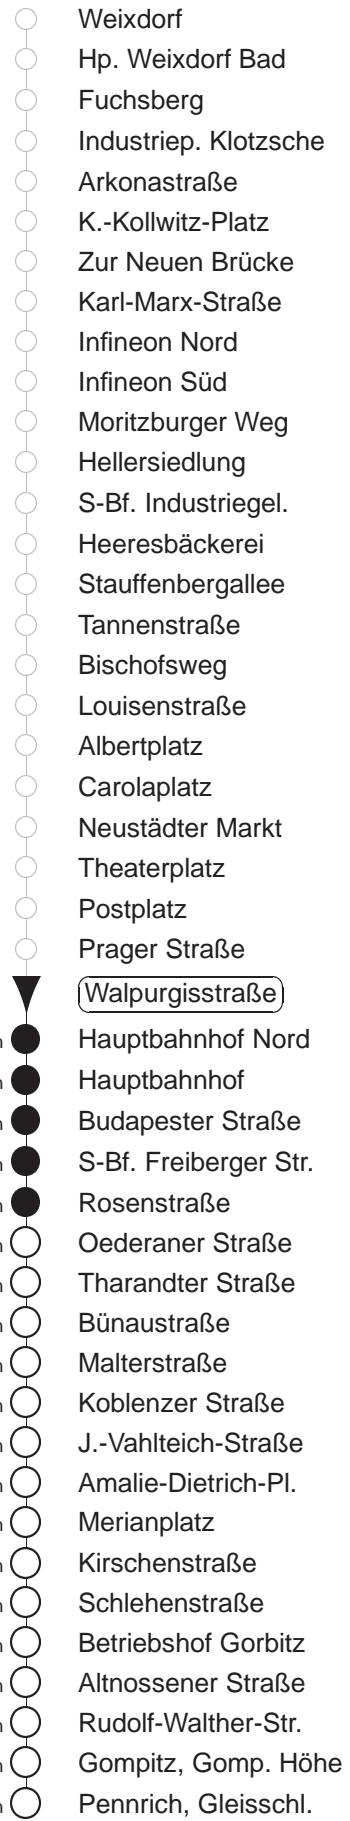 Weixdorf
Hp. Weixdorf Bad
Fuchsberg
Industriep. Klotzsche
Arkonastraße
K.-Kollwitz-Platz
Zur Neuen Brücke
Karl-Marx-Straße
Infineon Nord
Infineon Süd
Moritzburger Weg
Hellersiedlung
S-Bf. Industriegel.
Heeresbäckerei
Stauffenbergallee
Tannenstraße
Bischofsweg
Louisenstraße
Albertplatz
Carolaplatz
Neustädter Markt
Theaterplatz
Postplatz
Prager Straße
Walpurgisstraße
Hauptbahnhof Nord
Hauptbahnhof
Budapester Straße
S-Bf. Freiberger Str.
Rosenstraße
Oederaner Straße
Tharandter Straße
Bünaustraße
Malterstraße
Koblenzer Straße
J.-Vahlteich-Straße
Amalie-Dietrich-Pl.
Merianplatz
Kirschenstraße
Schlehenstraße
Betriebshof Gorbitz
Altnossener Straße
Rudolf-Walther-Str.
Gompitz, Gomp. Höhe
Pennrich, Gleisschl.